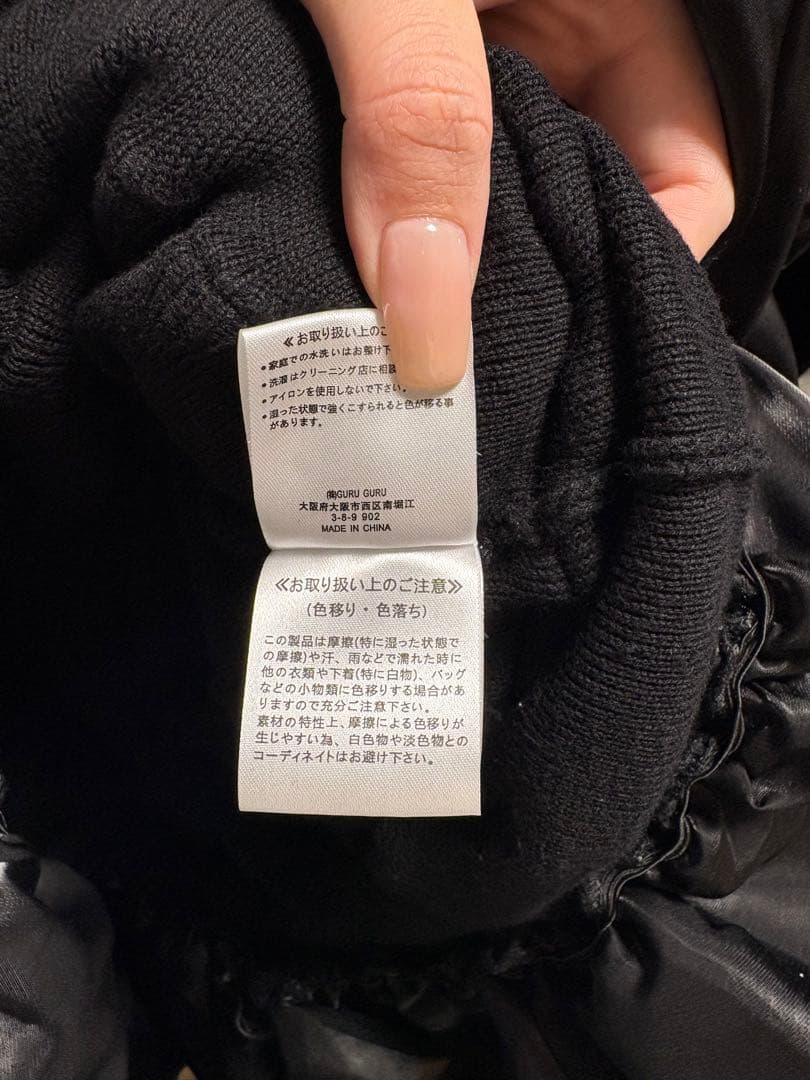 ≪お取り扱い上のご
•家庭での水洗いはお避け下
•洗濯はクリーニング店に相談
•アイロンを使用しないで下さい。
•湿った状態で強くこすられると色が移る事
があります。
㈱GURU GURU
大阪府大阪市西区南堀江
3-8-9 902
MADE IN CHINA
≪お取り扱い上のご注意≫
(色移り・色落ち)
この製品は摩擦(特に湿った状態で
の摩擦)や汗、雨などで濡れた時に
他の衣類や下着(特に白物)、バッグ
などの小物類に色移りする場合があ
りますので充分ご注意下さい。
素材の特性上、摩擦による色移りが
生じやすい為、白色物や淡色物との
コーディネイトはお避け下さい。